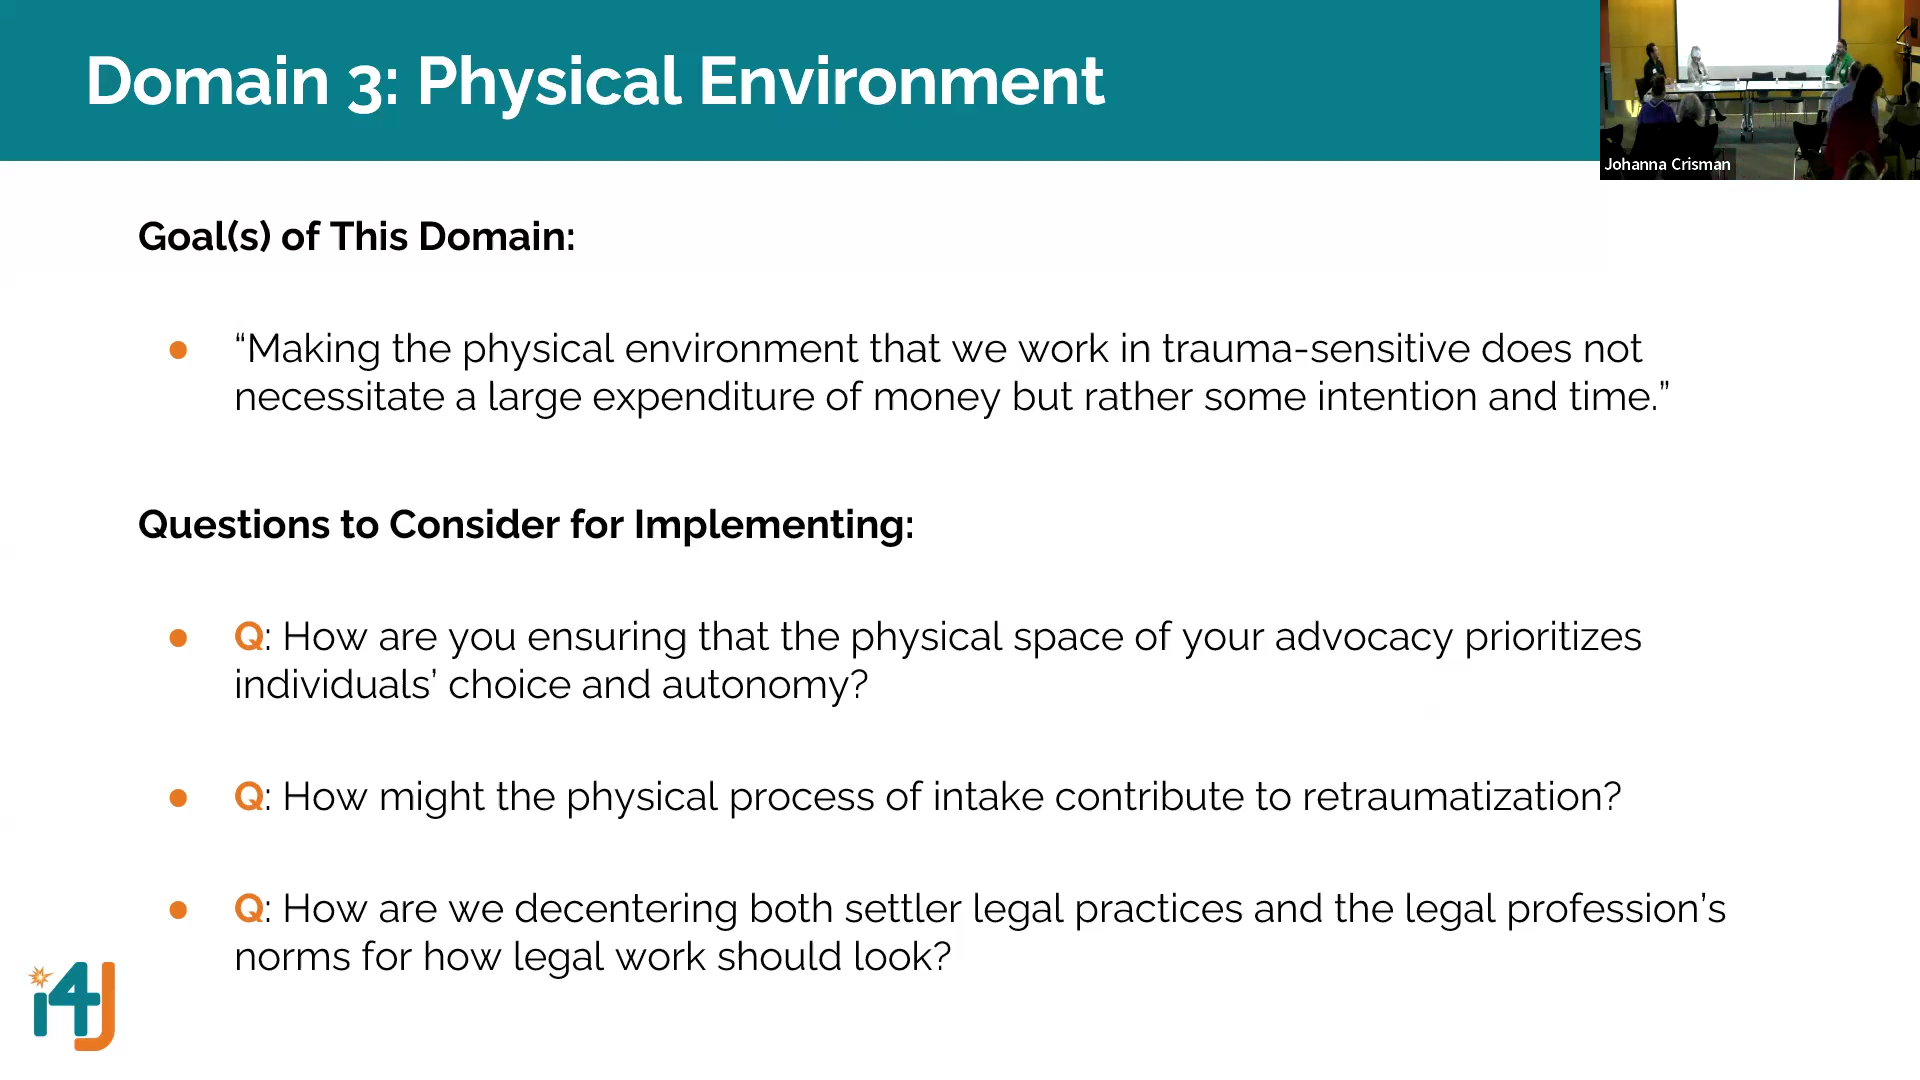 Domain 3: Physical Environment
Johanna Crisman
Goal(s) of This Domain:
“Making the physical environment that we work in trauma-sensitive does not
necessitate a large expenditure of money but rather some intention and time.”
Questions to Consider for Implementing:
Q: How are you ensuring that the physical space of your advocacy prioritizes
individuals’ choice and autonomy?
Q: How might the physical process of intake contribute to retraumatization?
Q: How are we decentering both settler legal practices and the legal profession’s
norms for how legal work should look?
i4J